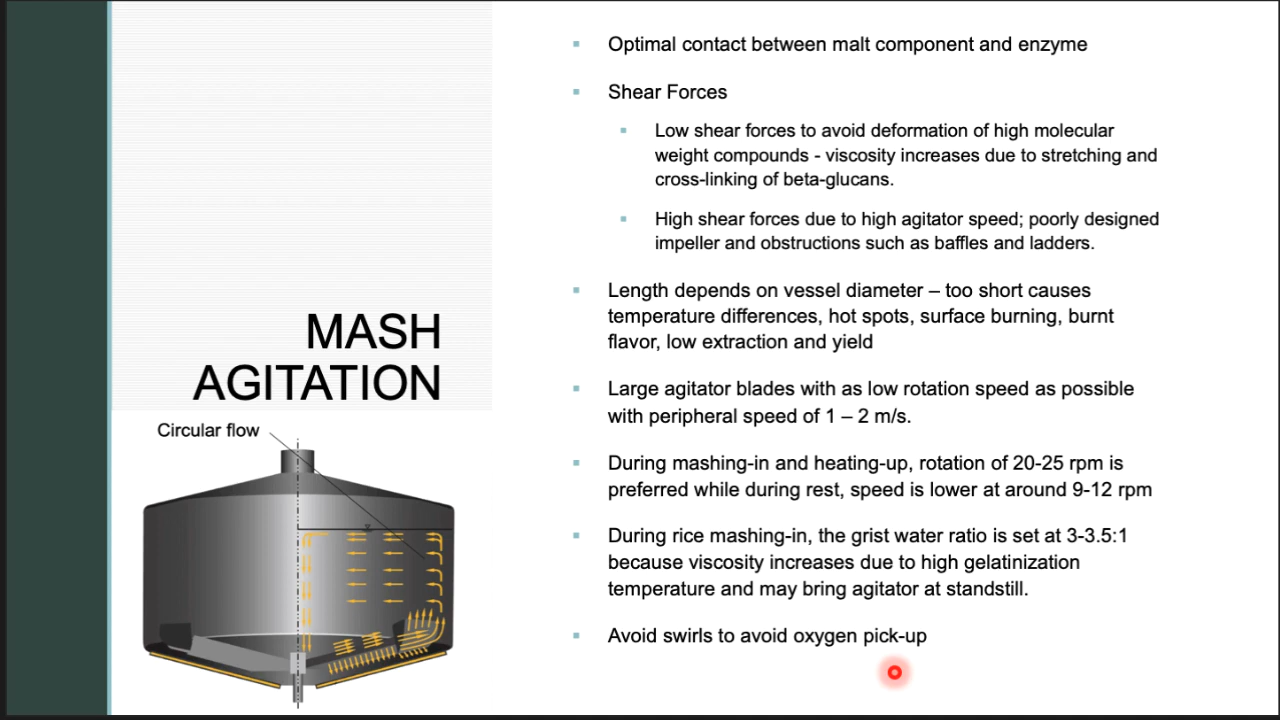 MASH
AGITATION
Circular flow
Optimal contact between malt component and enzyme
Shear Forces
Low shear forces to avoid deformation of high molecular
weight compounds - viscosity increases due to stretching and
cross-linking of beta-glucans.
High shear forces due to high agitator speed; poorly designed
impeller and obstructions such as baffles and ladders.
Length depends on vessel diameter – too short causes
temperature differences, hot spots, surface burning, burnt
flavor, low extraction and yield
Large agitator blades with as low rotation speed as possible
with peripheral speed of 1 – 2 m/s.
During mashing-in and heating-up, rotation of 20-25 rpm is
preferred while during rest, speed is lower at around 9-12 rpm
During rice mashing-in, the grist water ratio is set at 3-3.5:1
because viscosity increases due to high gelatinization
temperature and may bring agitator at standstill.
Avoid swirls to avoid oxygen pick-up